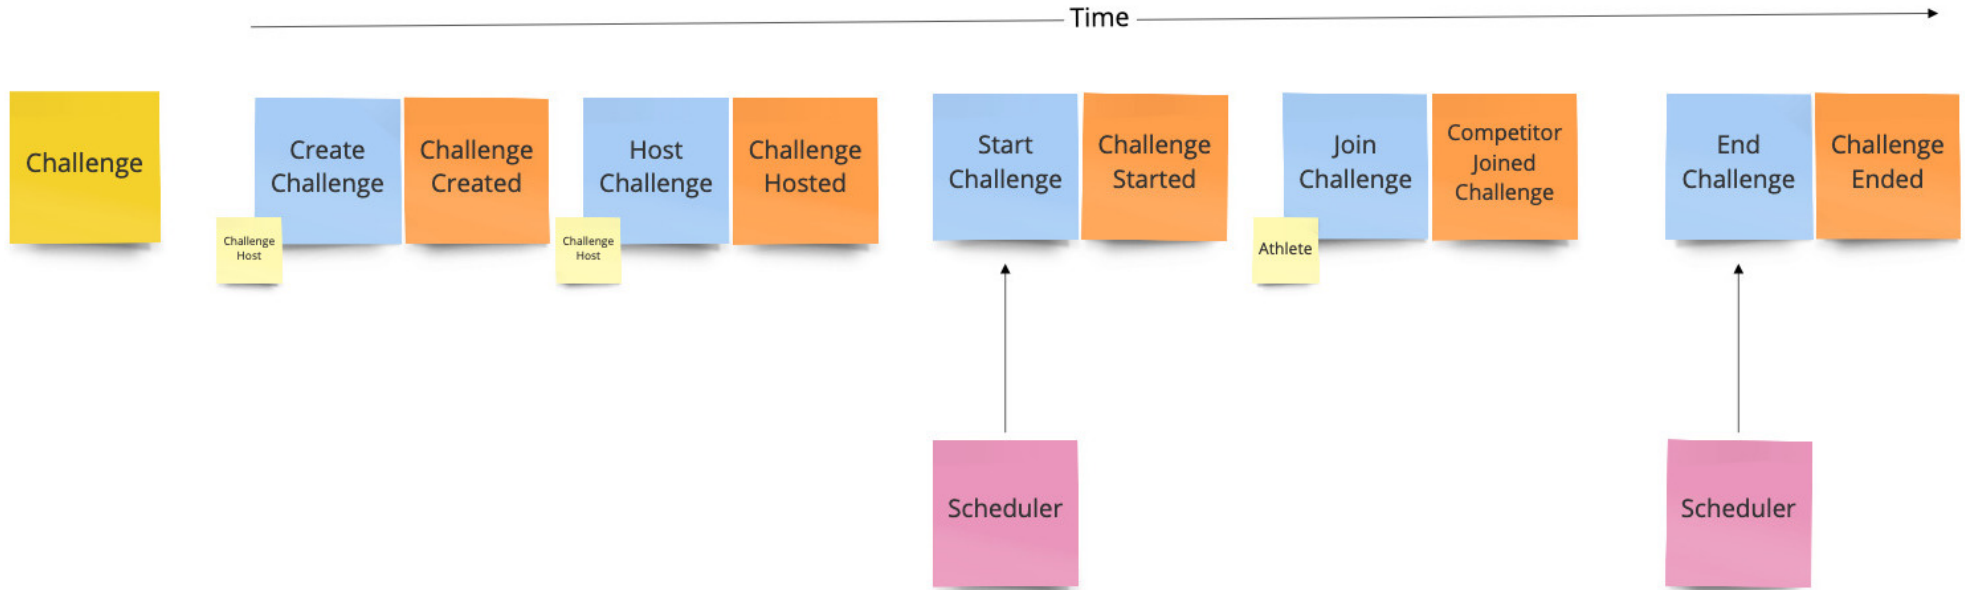 Time
Challenge
Create
Challenge
Challenge
Host
Challenge
Created
Host
Challenge
Challenge
Host
Challenge
Hosted
Start
Challenge
Challenge
Started
Join
Challenge
Athlete
Competitor
Joined
Challenge
End
Challenge
Challenge
Ended
Scheduler
Scheduler